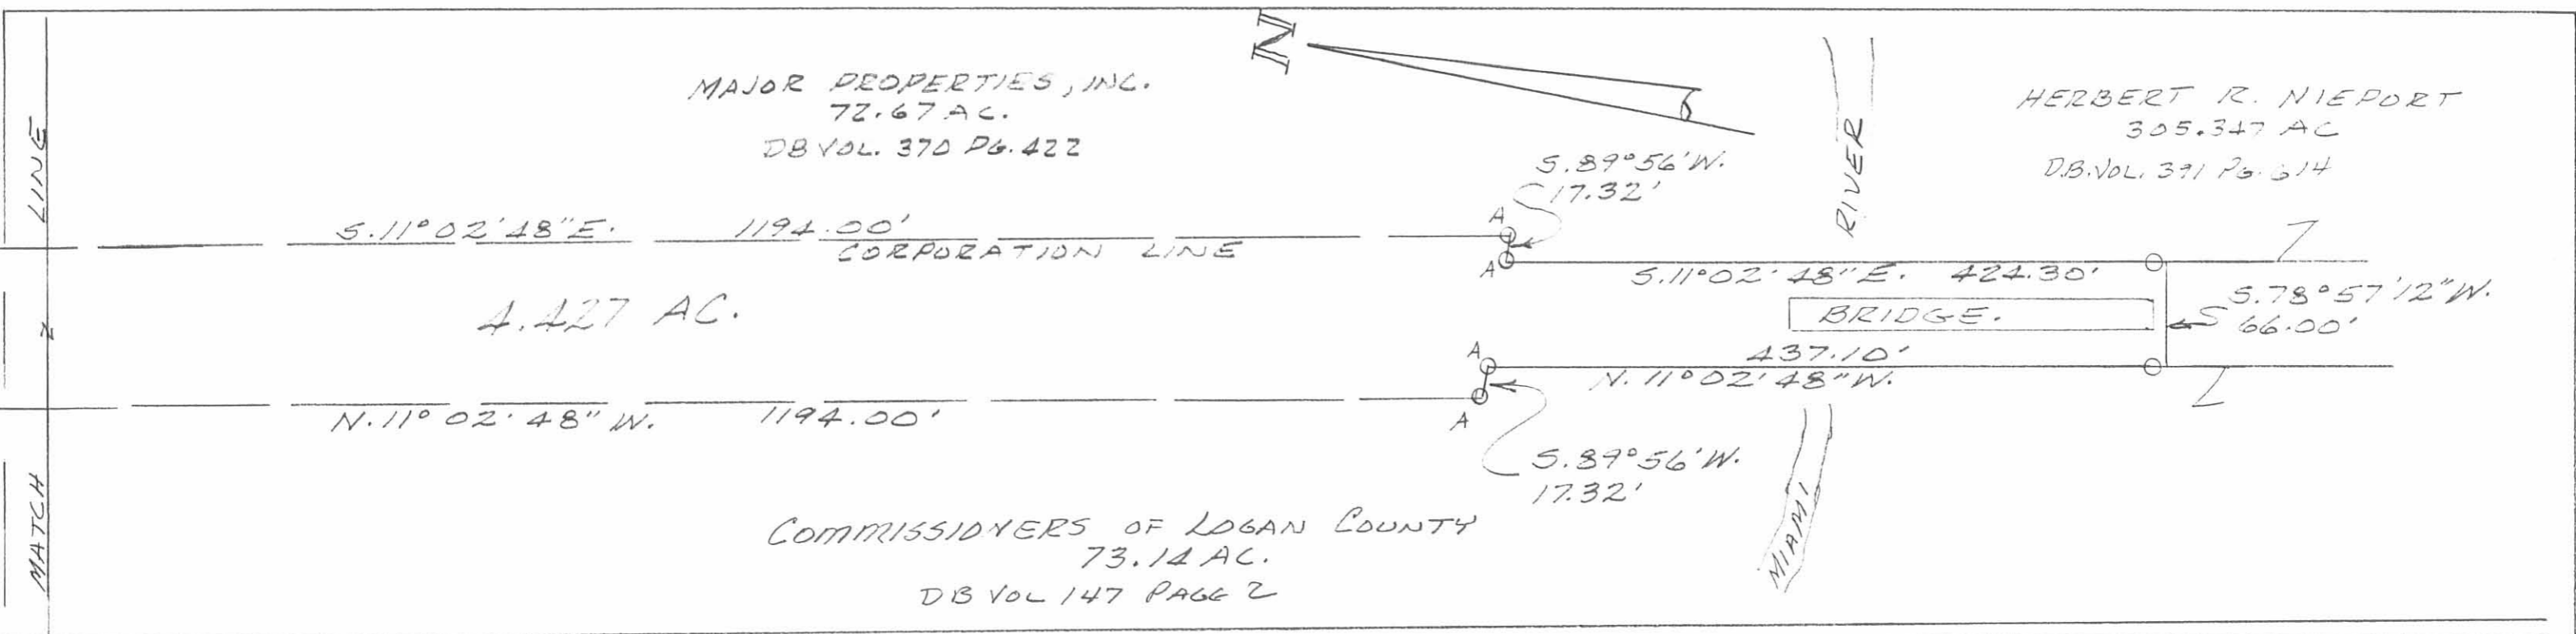 N
MAJOR PROPERTIES, INC.
72.67 AC.
DB VOL. 370 PG. 422
HERBERT R. NIEPORT
305.347 AC
D.B. VOL. 391 PG. 614
MATCH LINE
S.89°56'W.
17.32'
RIVER
A
S.11°02'48"E. 1194.00'
CORPORATION LINE
A
S.11°02'48"E. 424.30'
S.78°57'12"W.
66.00'
4.427 AC.
BRIDGE.
A
437.10'
N.11°02'48"W.
A
N.11°02'48"W. 1194.00'
S.89°56'W.
17.32'
MIAMI
COMMISSIONERS OF LOGAN COUNTY
73.14 AC.
DB VOL 147 PAGE 2